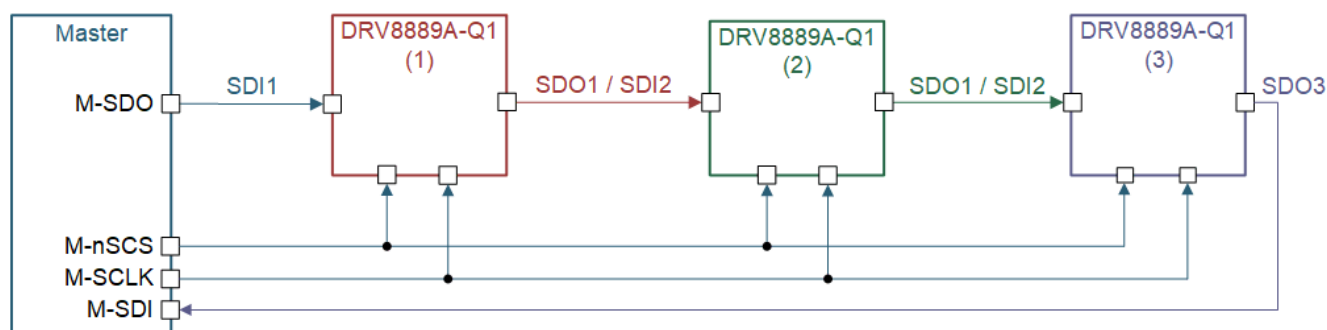 Master
DRV8889A-Q1
(1)
DRV8889A-Q1
(2)
DRV8889A-Q1
(3)
M-SDO
SDI1
SDO1 / SDI2
SDO1 / SDI2
SDO3
M-nSCS
M-SCLK
M-SDI